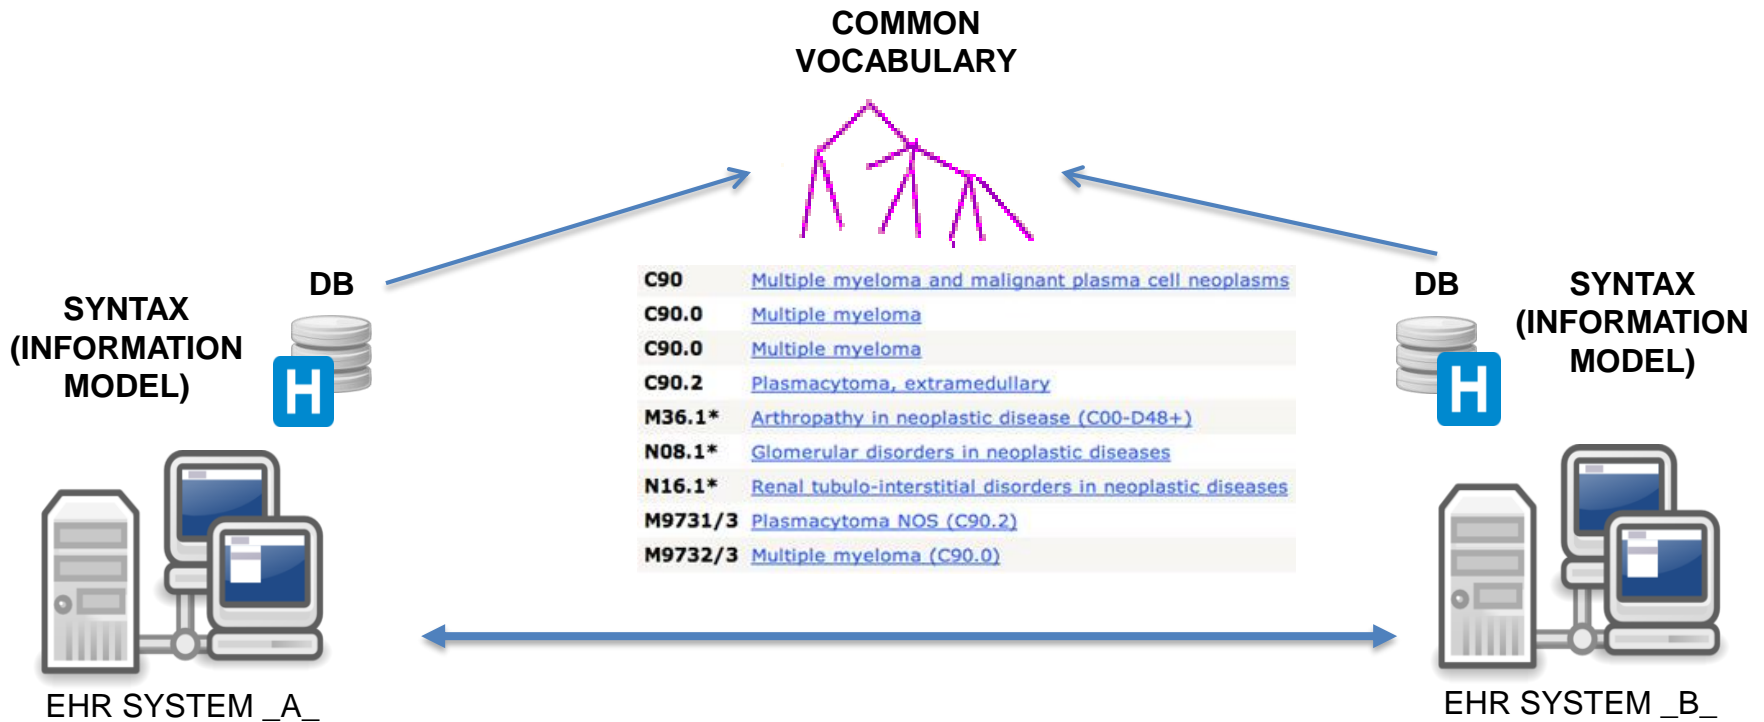 COMMON
VOCABULARY
DB
SYNTAX
(INFORMATION
MODEL)
H
C90 Multiple myeloma and malignant plasma cell neoplasms
C90.0 Multiple myeloma
C90.0 Multiple myeloma
C90.2 Plasmacytoma, extramedullary
M36.1* Arthropathy in neoplastic disease (C00-D48+)
N08.1* Glomerular disorders in neoplastic diseases
N16.1* Renal tubulo-interstitial disorders in neoplastic diseases
M9731/3 Plasmacytoma NOS (C90.2)
M9732/3 Multiple myeloma (C90.0)
DB
SYNTAX
(INFORMATION
MODEL)
H
EHR SYSTEM _A_
EHR SYSTEM _B_